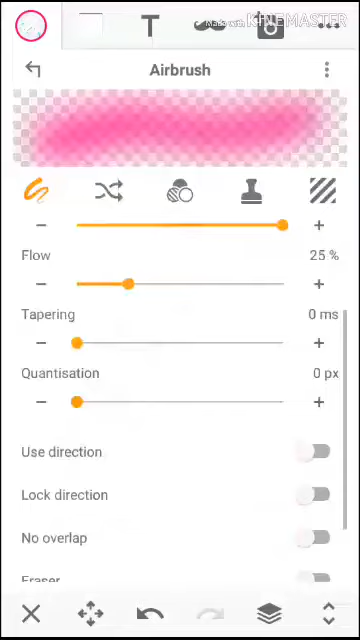 T
Made with KINEMASTER
Airbrush
Flow 25 %
Tapering 0 ms
Quantisation 0 px
Use direction
Lock direction
No overlap
Eraser